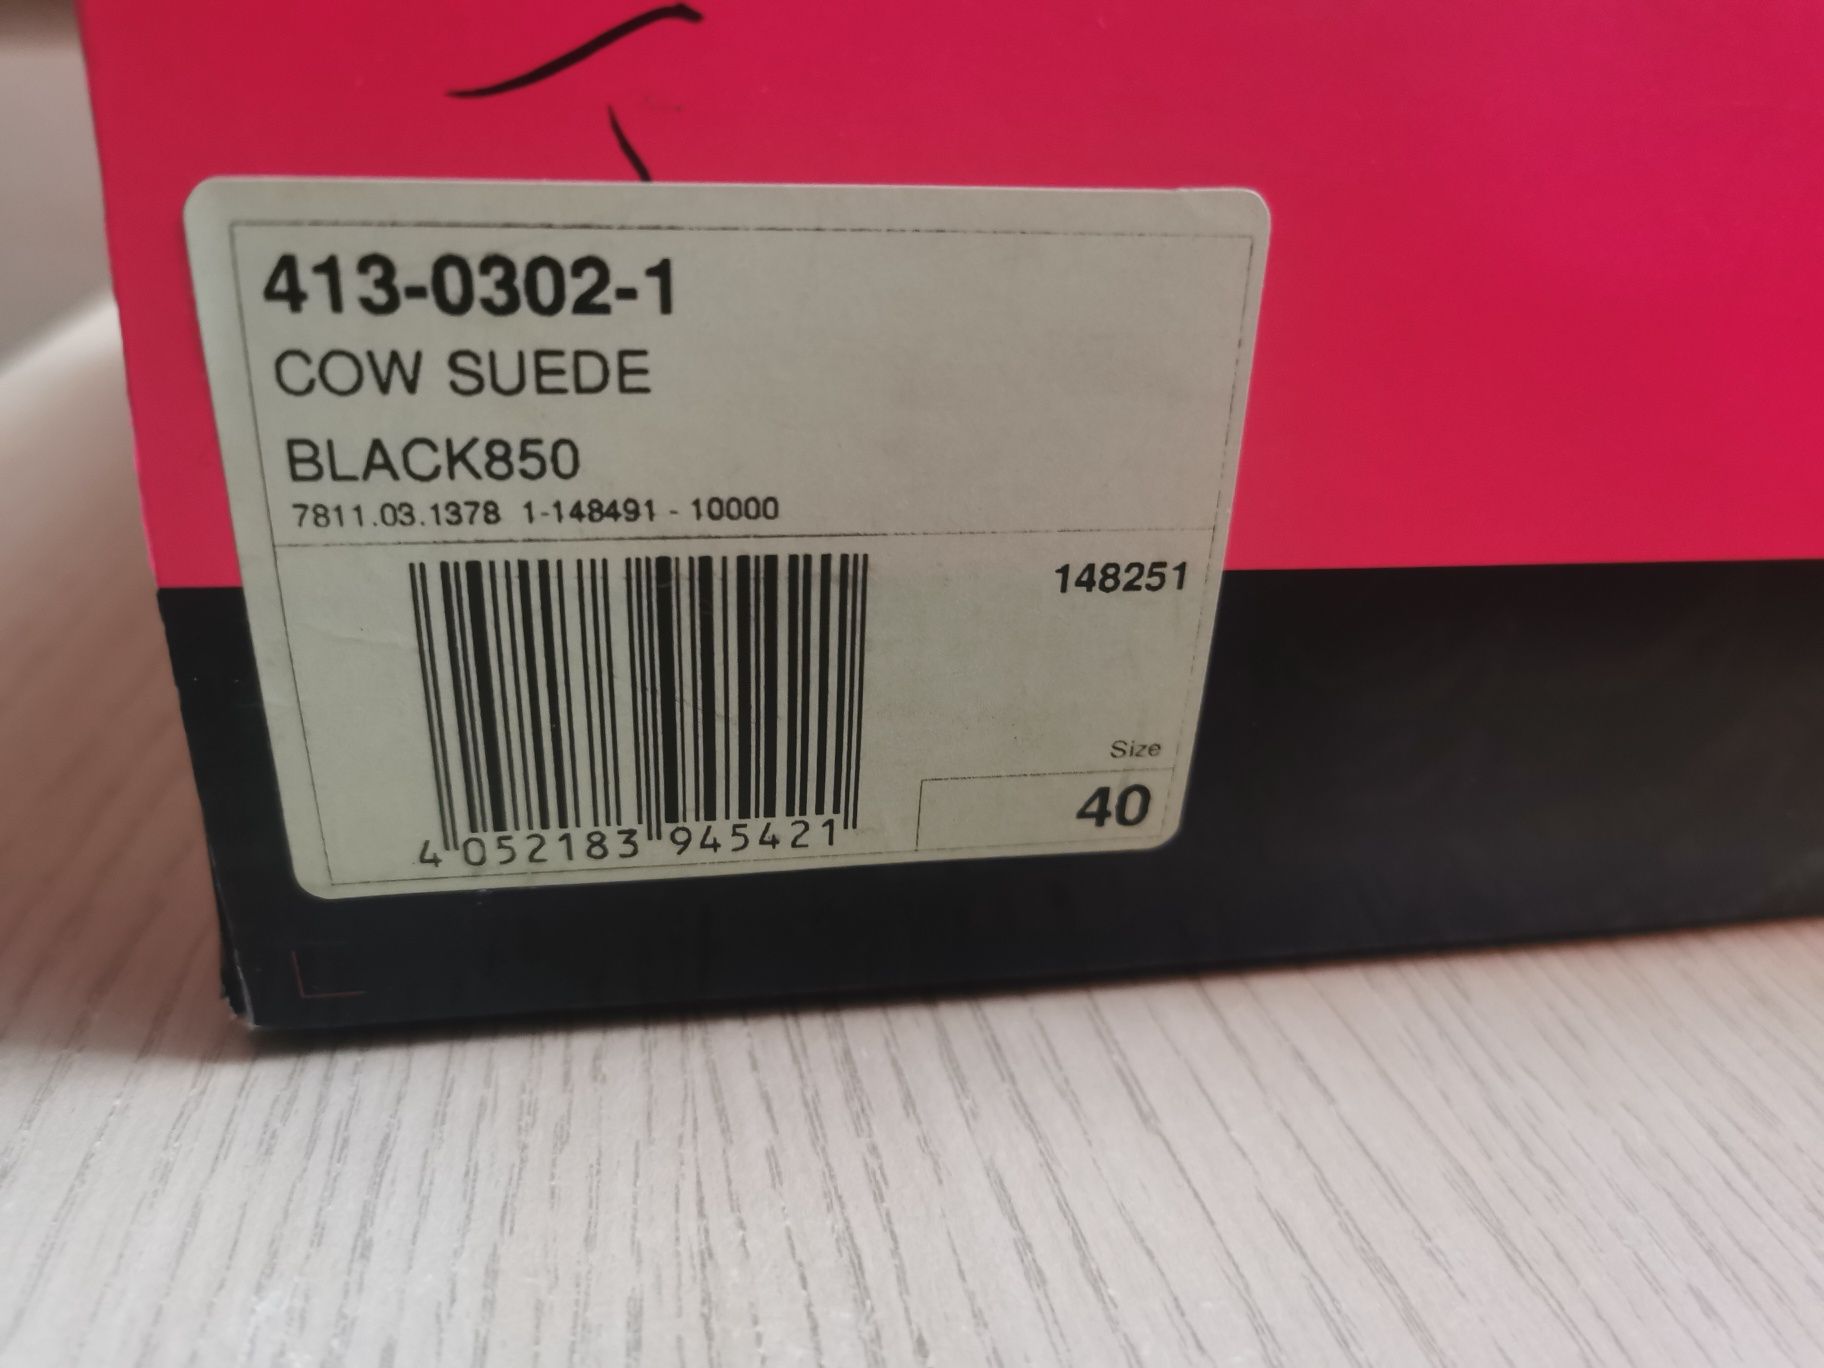 413-0302-1
COW SUEDE
BLACK850
7811.03.1378 1-148491 - 10000
148251
Size
40
4 052183 945421